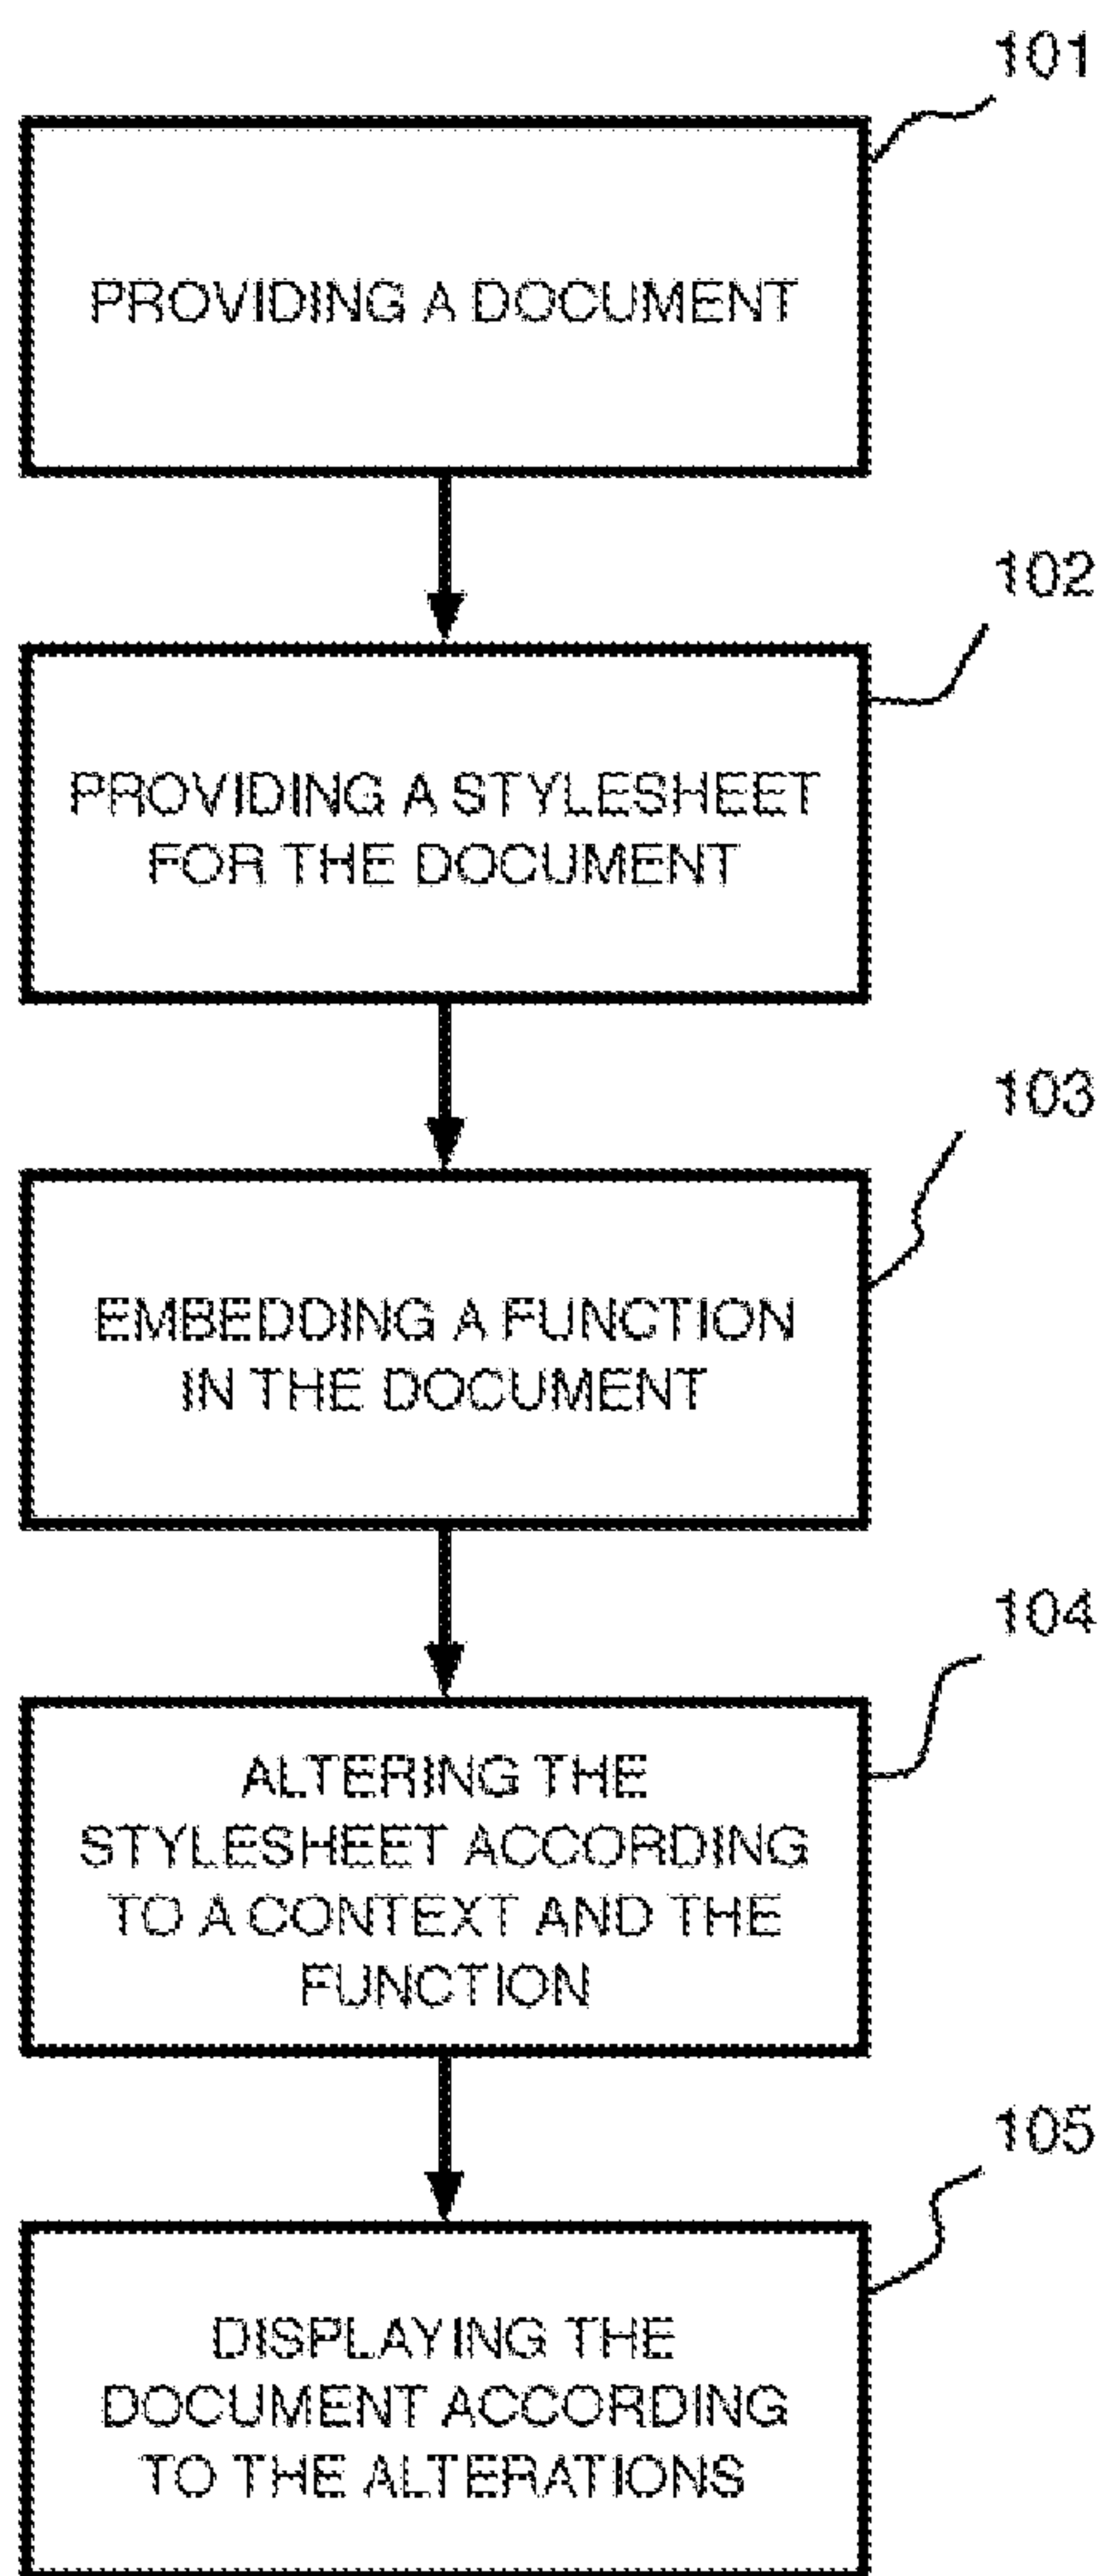 101
PROVIDING A DOCUMENT
102
PROVIDING A STYLESHEET
FOR THE DOCUMENT
103
EMBEDDING A FUNCTION
IN THE DOCUMENT
104
ALTERING THE
STYLESHEET ACCORDING
TO A CONTEXT AND THE
FUNCTION
105
DISPLAYING THE
DOCUMENT ACCORDING
TO THE ALTERATIONS